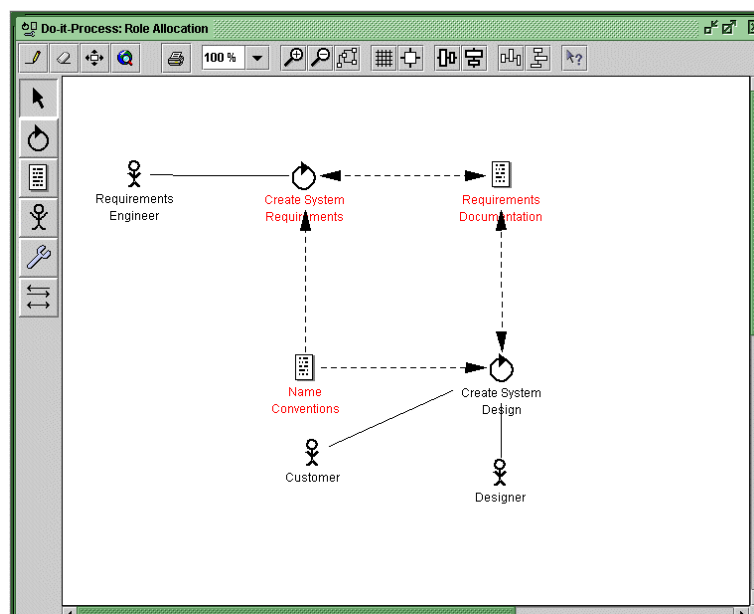 Do-it-Process: Role Allocation
100 %
Requirements
Engineer
Create System
Requirements
Requirements
Documentation
Name
Conventions
Create System
Design
Customer
Designer